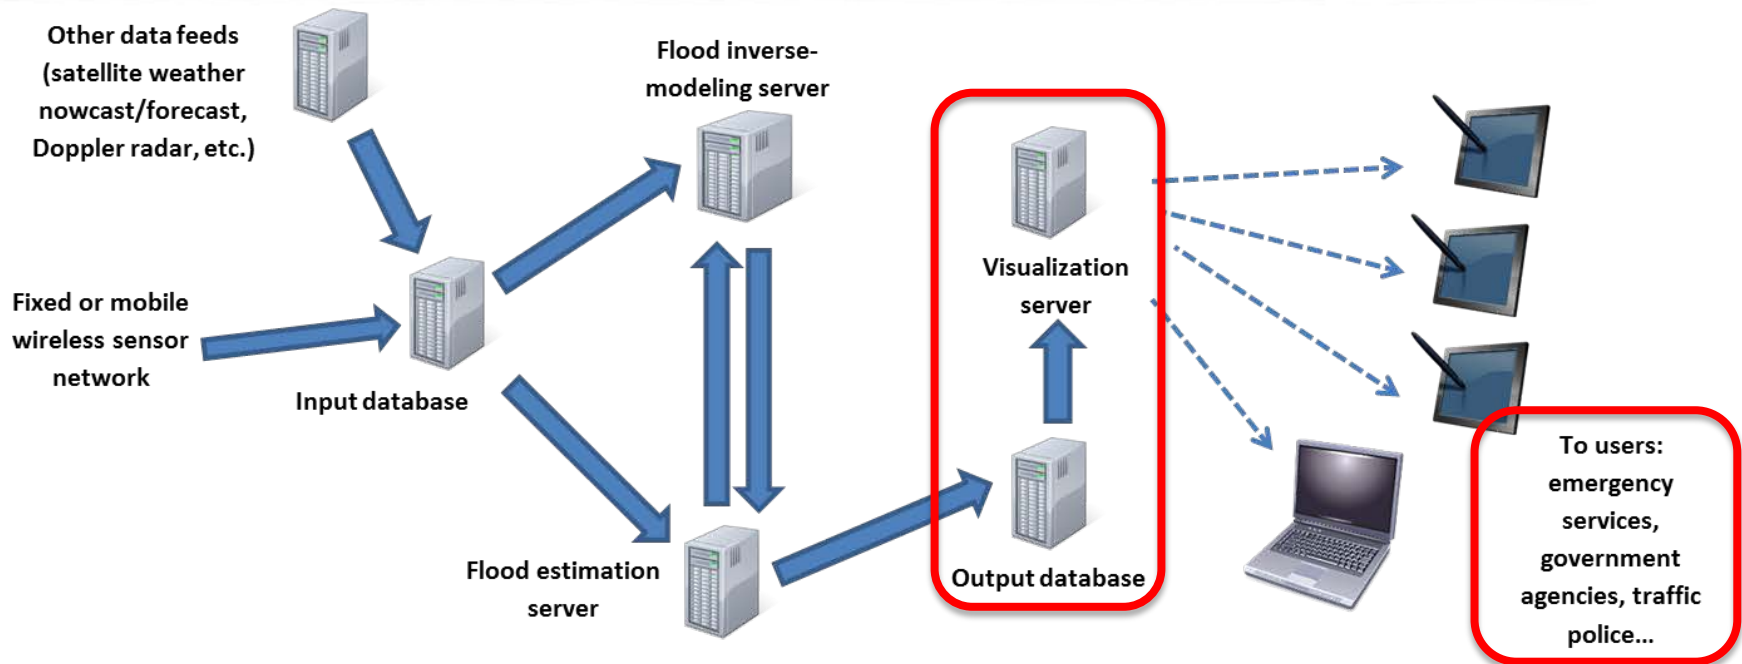 Other data feeds
(satellite weather
nowcast/forecast,
Doppler radar, etc.)
Flood inverse-
modeling server
Fixed or mobile
wireless sensor
network
Input database
Visualization
server
Flood estimation
server
Output database
To users:
emergency
services,
government
agencies, traffic
police...